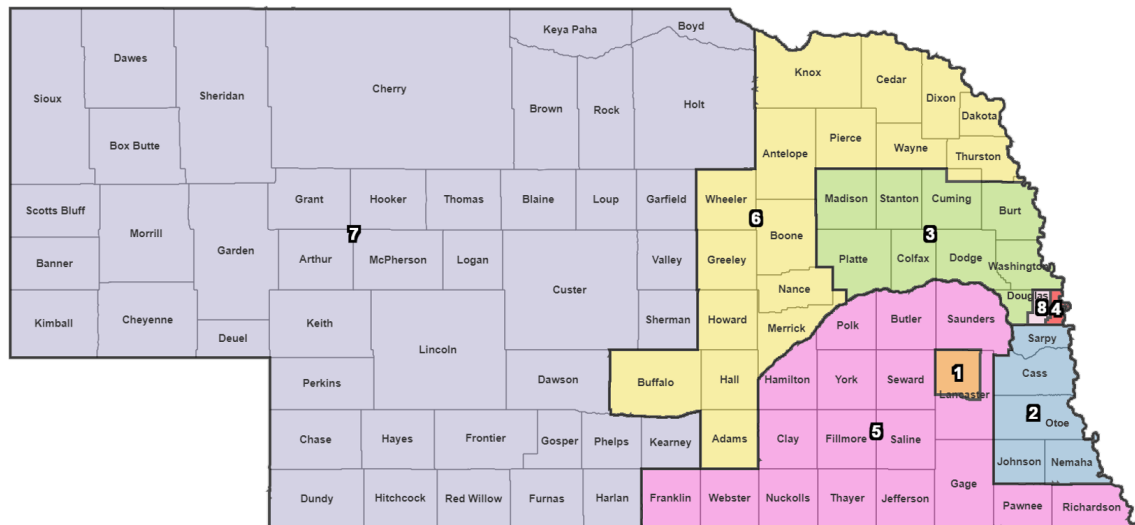 Boyd
Keya Paha
Dawes
Knox
Cedar
Cherry
Sheridan
Sioux
Dixon
Holt
Brown
Rock
Dakota
Pierce
Box Butte
Wayne
Antelope
Thurston
Grant
Hooker
Thomas
Blaine
Loup
Garfield
Wheeler
Madison
Stanton
Cuming
Scotts Bluff
Burt
6
Morrill
7
3
Boone
Garden
Arthur
McPherson
Logan
Valley
Greeley
Platte
Colfax
Dodge
Banner
Washington
Custer
Nance
Douglas
8
4
Kimball
Cheyenne
Keith
Sherman
Howard
Merrick
Polk
Butler
Saunders
Deuel
Lincoln
Sarpy
Perkins
Dawson
Buffalo
Hall
Hamilton
York
Seward
1
Cass
Lancaster
2
Otoe
5
Chase
Hayes
Frontier
Gosper
Phelps
Kearney
Adams
Clay
Fillmore
Saline
Johnson
Nemaha
Gage
Dundy
Hitchcock
Red Willow
Furnas
Harlan
Franklin
Webster
Nuckolls
Thayer
Jefferson
Pawnee
Richardson